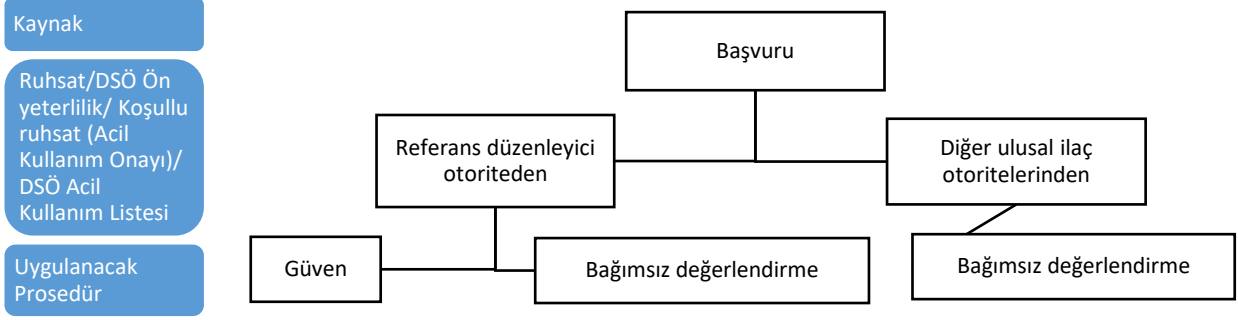 Kaynak
Ruhsat/DSÖ Ön
yeterlilik/ Koşullu
ruhsat (Acil
Kullanım Onayı)/
DSÖ Acil
Kullanım Listesi
Uygulanacak
Prosedür
Başvuru
Referans düzenleyici
otoriteden
Diğer ulusal ilaç
otoritelerinden
Güven
Bağımsız değerlendirme
Bağımsız değerlendirme